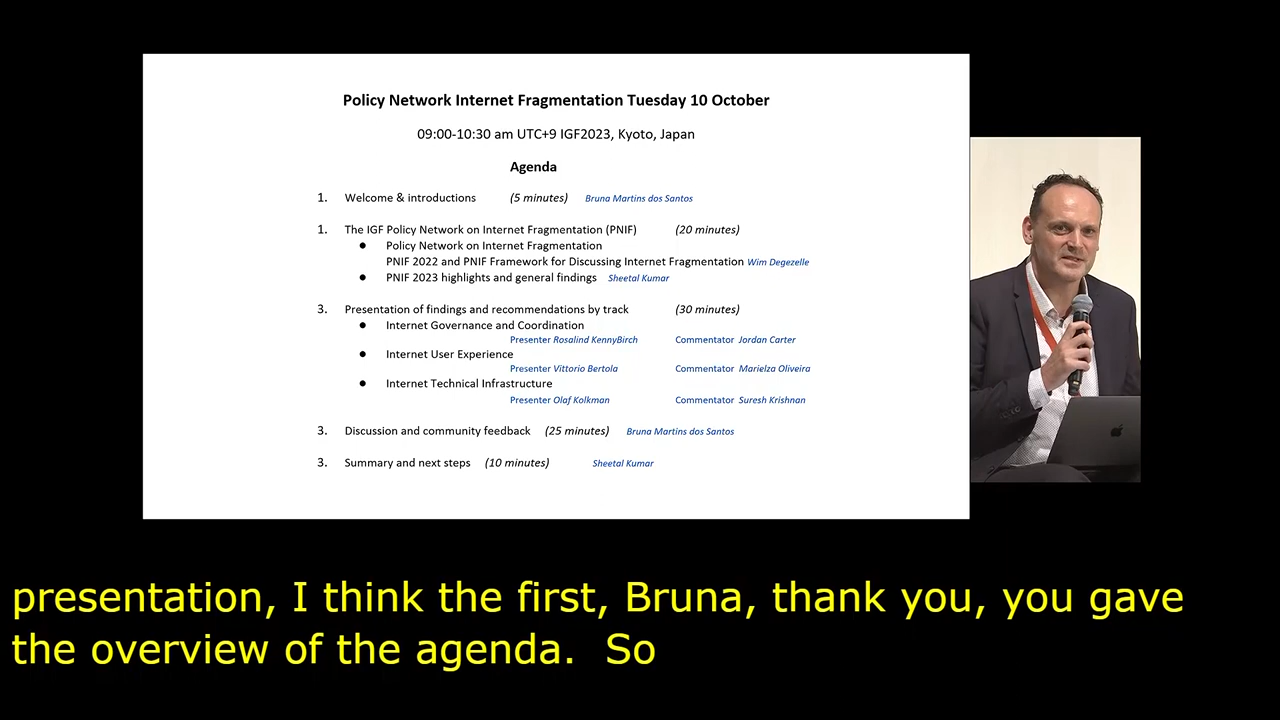 Policy Network Internet Fragmentation Tuesday 10 October
09:00-10:30 am UTC+9 IGF2023, Kyoto, Japan
Agenda
1. Welcome & introductions (5 minutes) Bruna Martins dos Santos
1. The IGF Policy Network on Internet Fragmentation (PNIF) (20 minutes)
● Policy Network on Internet Fragmentation
PNIF 2022 and PNIF Framework for Discussing Internet Fragmentation Wim Degezelle
● PNIF 2023 highlights and general findings Sheetal Kumar
3. Presentation of findings and recommendations by track (30 minutes)
● Internet Governance and Coordination
Presenter Rosalind KennyBirch Commentator Jordan Carter
● Internet User Experience
Presenter Vittorio Bertola Commentator Marielza Oliveira
● Internet Technical Infrastructure
Presenter Olaf Kolkman Commentator Suresh Krishnan
3. Discussion and community feedback (25 minutes) Bruna Martins dos Santos
3. Summary and next steps (10 minutes) Sheetal Kumar
presentation, I think the first, Bruna, thank you, you gave
the overview of the agenda. So